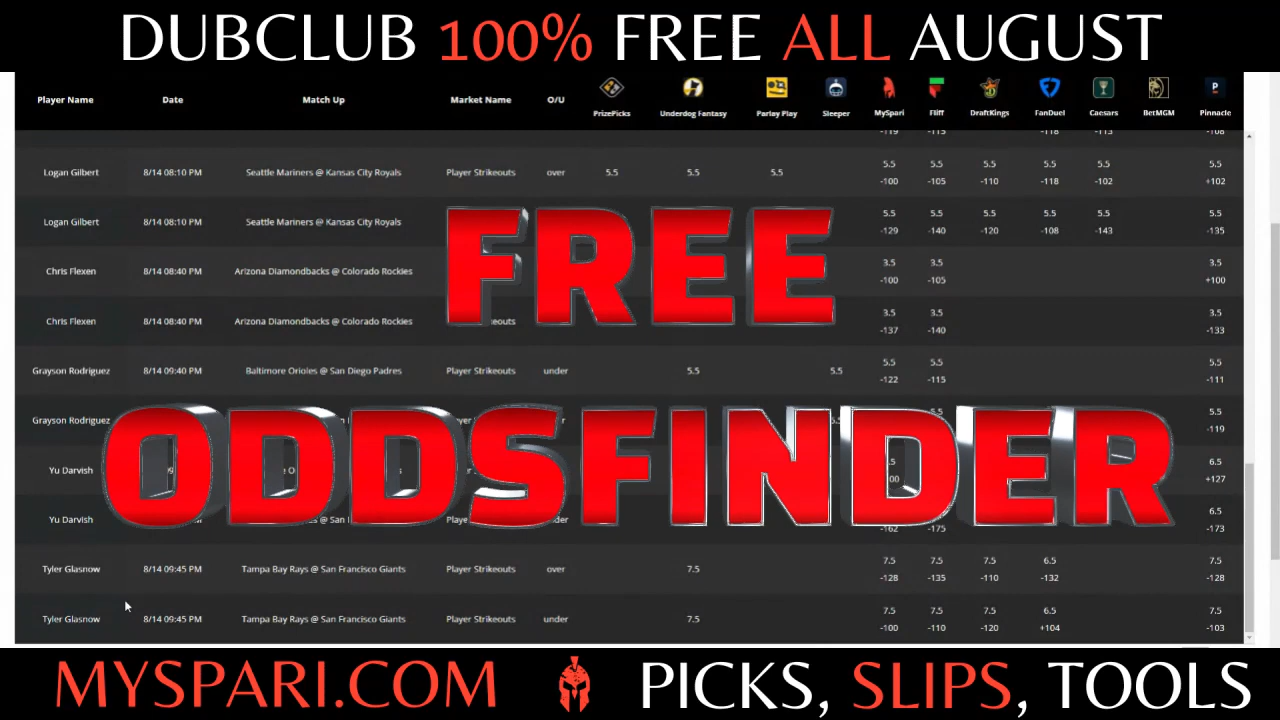 DUBCLUB 100% FREE ALL AUGUST
Player Name Date Match Up Market Name O/U PrizePicks Underdog Fantasy Parlay Play Sleeper MySpari Fliff DraftKings FanDuel Caesars BetMGM Pinnacle
-119 -115 -118 -113 -108
Logan Gilbert 8/14 08:10 PM Seattle Mariners @ Kansas City Royals Player Strikeouts over 5.5 5.5 5.5 5.5 5.5 5.5 5.5 5.5 5.5
-100 -105 -110 -118 -102 +102
Logan Gilbert 8/14 08:10 PM Seattle Mariners @ Kansas City Royals 5.5 5.5 5.5 5.5 5.5 5.5
-129 -140 -120 -108 -143 -135
FREE
Chris Flexen 8/14 08:40 PM Arizona Diamondbacks @ Colorado Rockies 3.5 3.5 3.5
-100 -105 +100
Chris Flexen 8/14 08:40 PM Arizona Diamondbacks @ Colorado Rockies 3.5 3.5 3.5
-137 -140 -133
Grayson Rodriguez 8/14 09:40 PM Baltimore Orioles @ San Diego Padres Player Strikeouts under 5.5 5.5 5.5 5.5 5.5
-122 -115 -111
Grayson Rodriguez 5.5
-119
ODDSFINDER
Yu Darvish 6.5
+127
Yu Darvish 6.5
-162 -175 -173
Tyler Glasnow 8/14 09:45 PM Tampa Bay Rays @ San Francisco Giants Player Strikeouts over 7.5 7.5 7.5 7.5 6.5 7.5
-128 -135 -110 -132 -128
Tyler Glasnow 8/14 09:45 PM Tampa Bay Rays @ San Francisco Giants Player Strikeouts under 7.5 7.5 7.5 7.5 6.5 7.5
-100 -110 -120 +104 -103
MYSPARI.COM PICKS, SLIPS, TOOLS